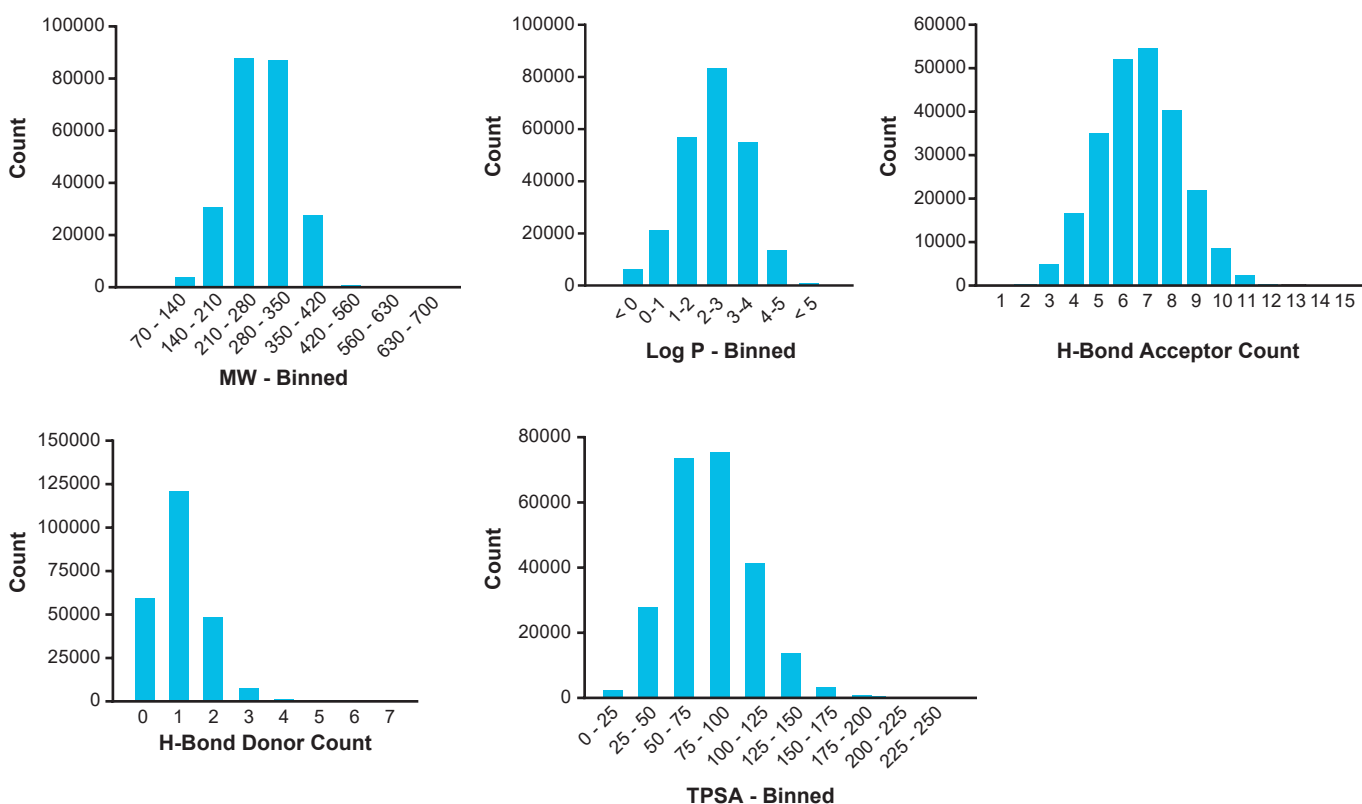 100000
80000
60000
40000
20000
0
Count
70 - 140
140 - 210
210 - 280
280 - 350
350 - 420
420 - 560
560 - 630
630 - 700
MW - Binned
100000
80000
60000
40000
20000
0
Count
< 0
0-1
1-2
2-3
3-4
4-5
< 5
Log P - Binned
60000
50000
40000
30000
20000
10000
0
Count
1 2 3 4 5 6 7 8 9 10 11 12 13 14 15
H-Bond Acceptor Count
150000
125000
100000
75000
50000
25000
0
Count
0 1 2 3 4 5 6 7
H-Bond Donor Count
80000
60000
40000
20000
0
Count
0 - 25
25 - 50
50 - 75
75 - 100
100 - 125
125 - 150
150 - 175
175 - 200
200 - 225
225 - 250
TPSA - Binned